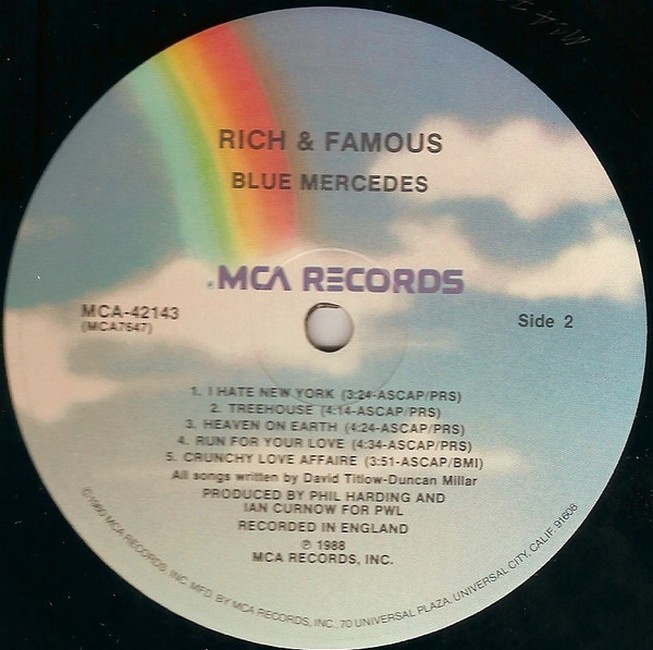 RICH & FAMOUS
BLUE MERCEDES
MCA RECORDS
MCA-42143
(MCA7647)
Side 2
1. I HATE NEW YORK (3:24-ASCAP/PRS)
2. TREEHOUSE (4:14-ASCAP/PRS)
3. HEAVEN ON EARTH (4:24-ASCAP/PRS)
4. RUN FOR YOUR LOVE (4:34-ASCAP/PRS)
5. CRUNCHY LOVE AFFAIRE (3:51-ASCAP/BMI)
All songs written by David Titlow-Duncan Millar
PRODUCED BY PHIL HARDING AND
IAN CURNOW FOR PWL
RECORDED IN ENGLAND
℗ 1988
MCA RECORDS, INC.
©1980 MCA RECORDS, INC. MFD. BY MCA RECORDS, INC., 70 UNIVERSAL PLAZA, UNIVERSAL CITY, CALIF. 91608